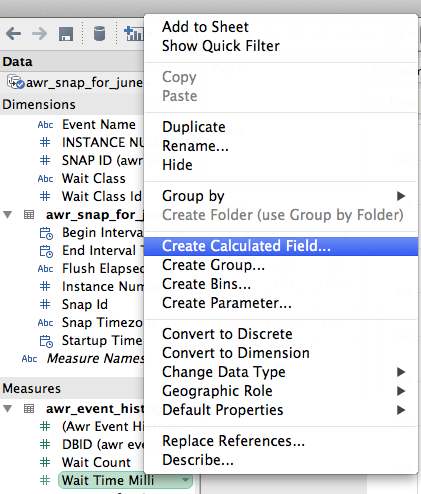 Data
awr_snap_for_june
Dimensions
Abc Event Name
# INSTANCE NU
# SNAP ID (awr
Abc Wait Class
# Wait Class Id
awr_snap_for_j
Begin Interva
End Interval T
Abc Flush Elapsed
# Instance Num
# Snap Id
Abc Snap Timezo
Startup Time
Abc Measure Names
Measures
awr_event_hist
# (Awr Event Hi
# DBID (awr eve
# Wait Count
# Wait Time Milli
Add to Sheet
Show Quick Filter
Copy
Paste
Duplicate
Rename...
Hide
Group by
Create Folder (use Group by Folder)
Create Calculated Field...
Create Group...
Create Bins...
Create Parameter...
Convert to Discrete
Convert to Dimension
Change Data Type
Geographic Role
Default Properties
Replace References...
Describe...